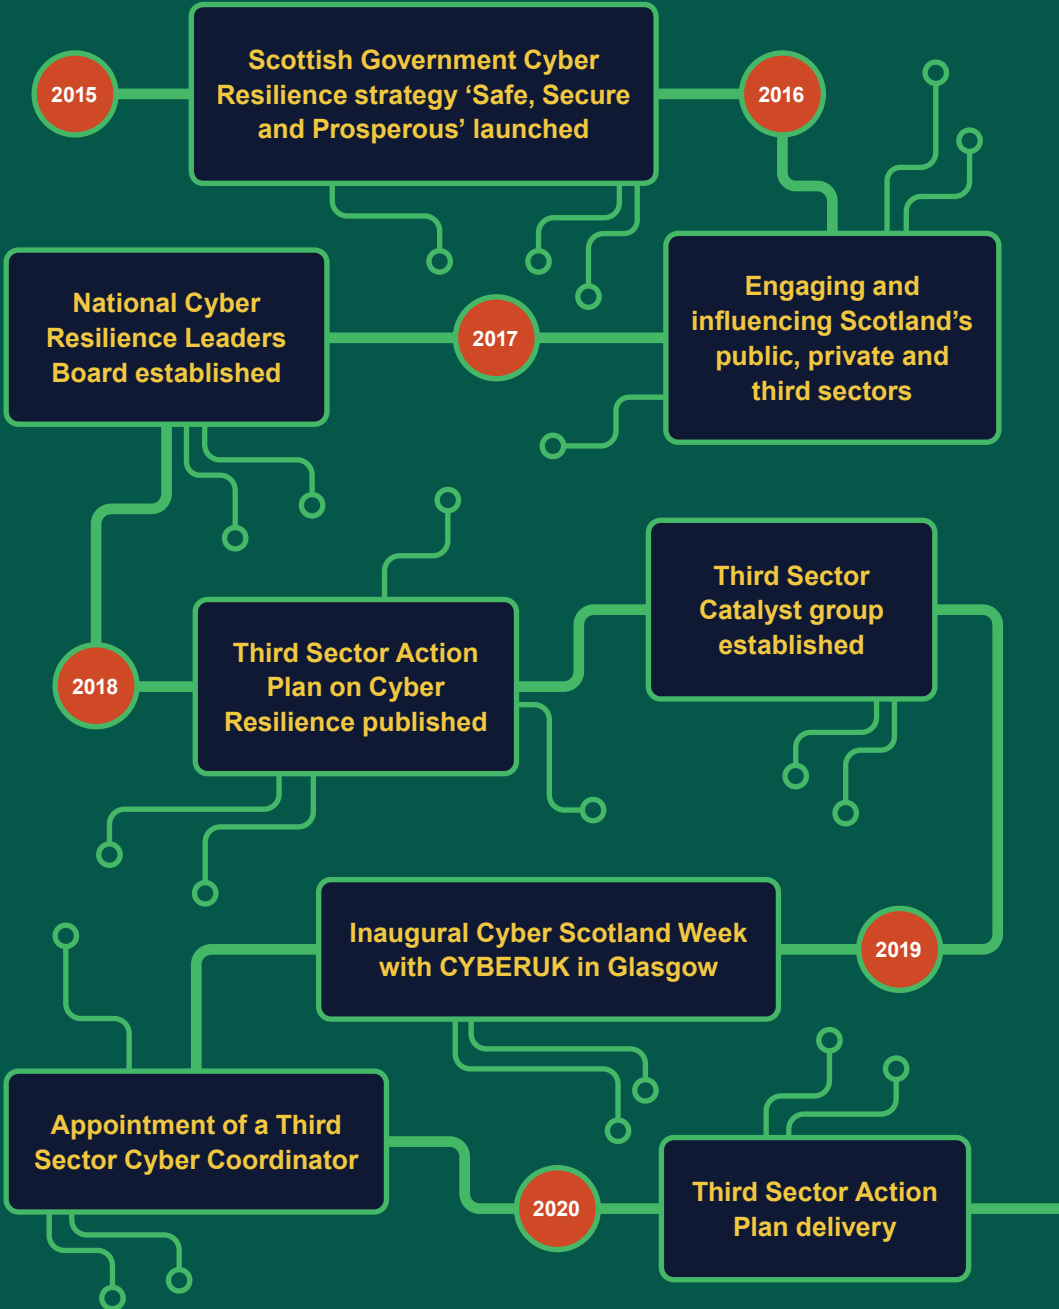 2015
Scottish Government Cyber
Resilience strategy ‘Safe, Secure
and Prosperous’ launched
2016
Engaging and
influencing Scotland’s
public, private and
third sectors
2017
National Cyber
Resilience Leaders
Board established
2018
Third Sector Action
Plan on Cyber
Resilience published
Third Sector
Catalyst group
established
2019
Inaugural Cyber Scotland Week
with CYBERUK in Glasgow
Appointment of a Third
Sector Cyber Coordinator
2020
Third Sector Action
Plan delivery